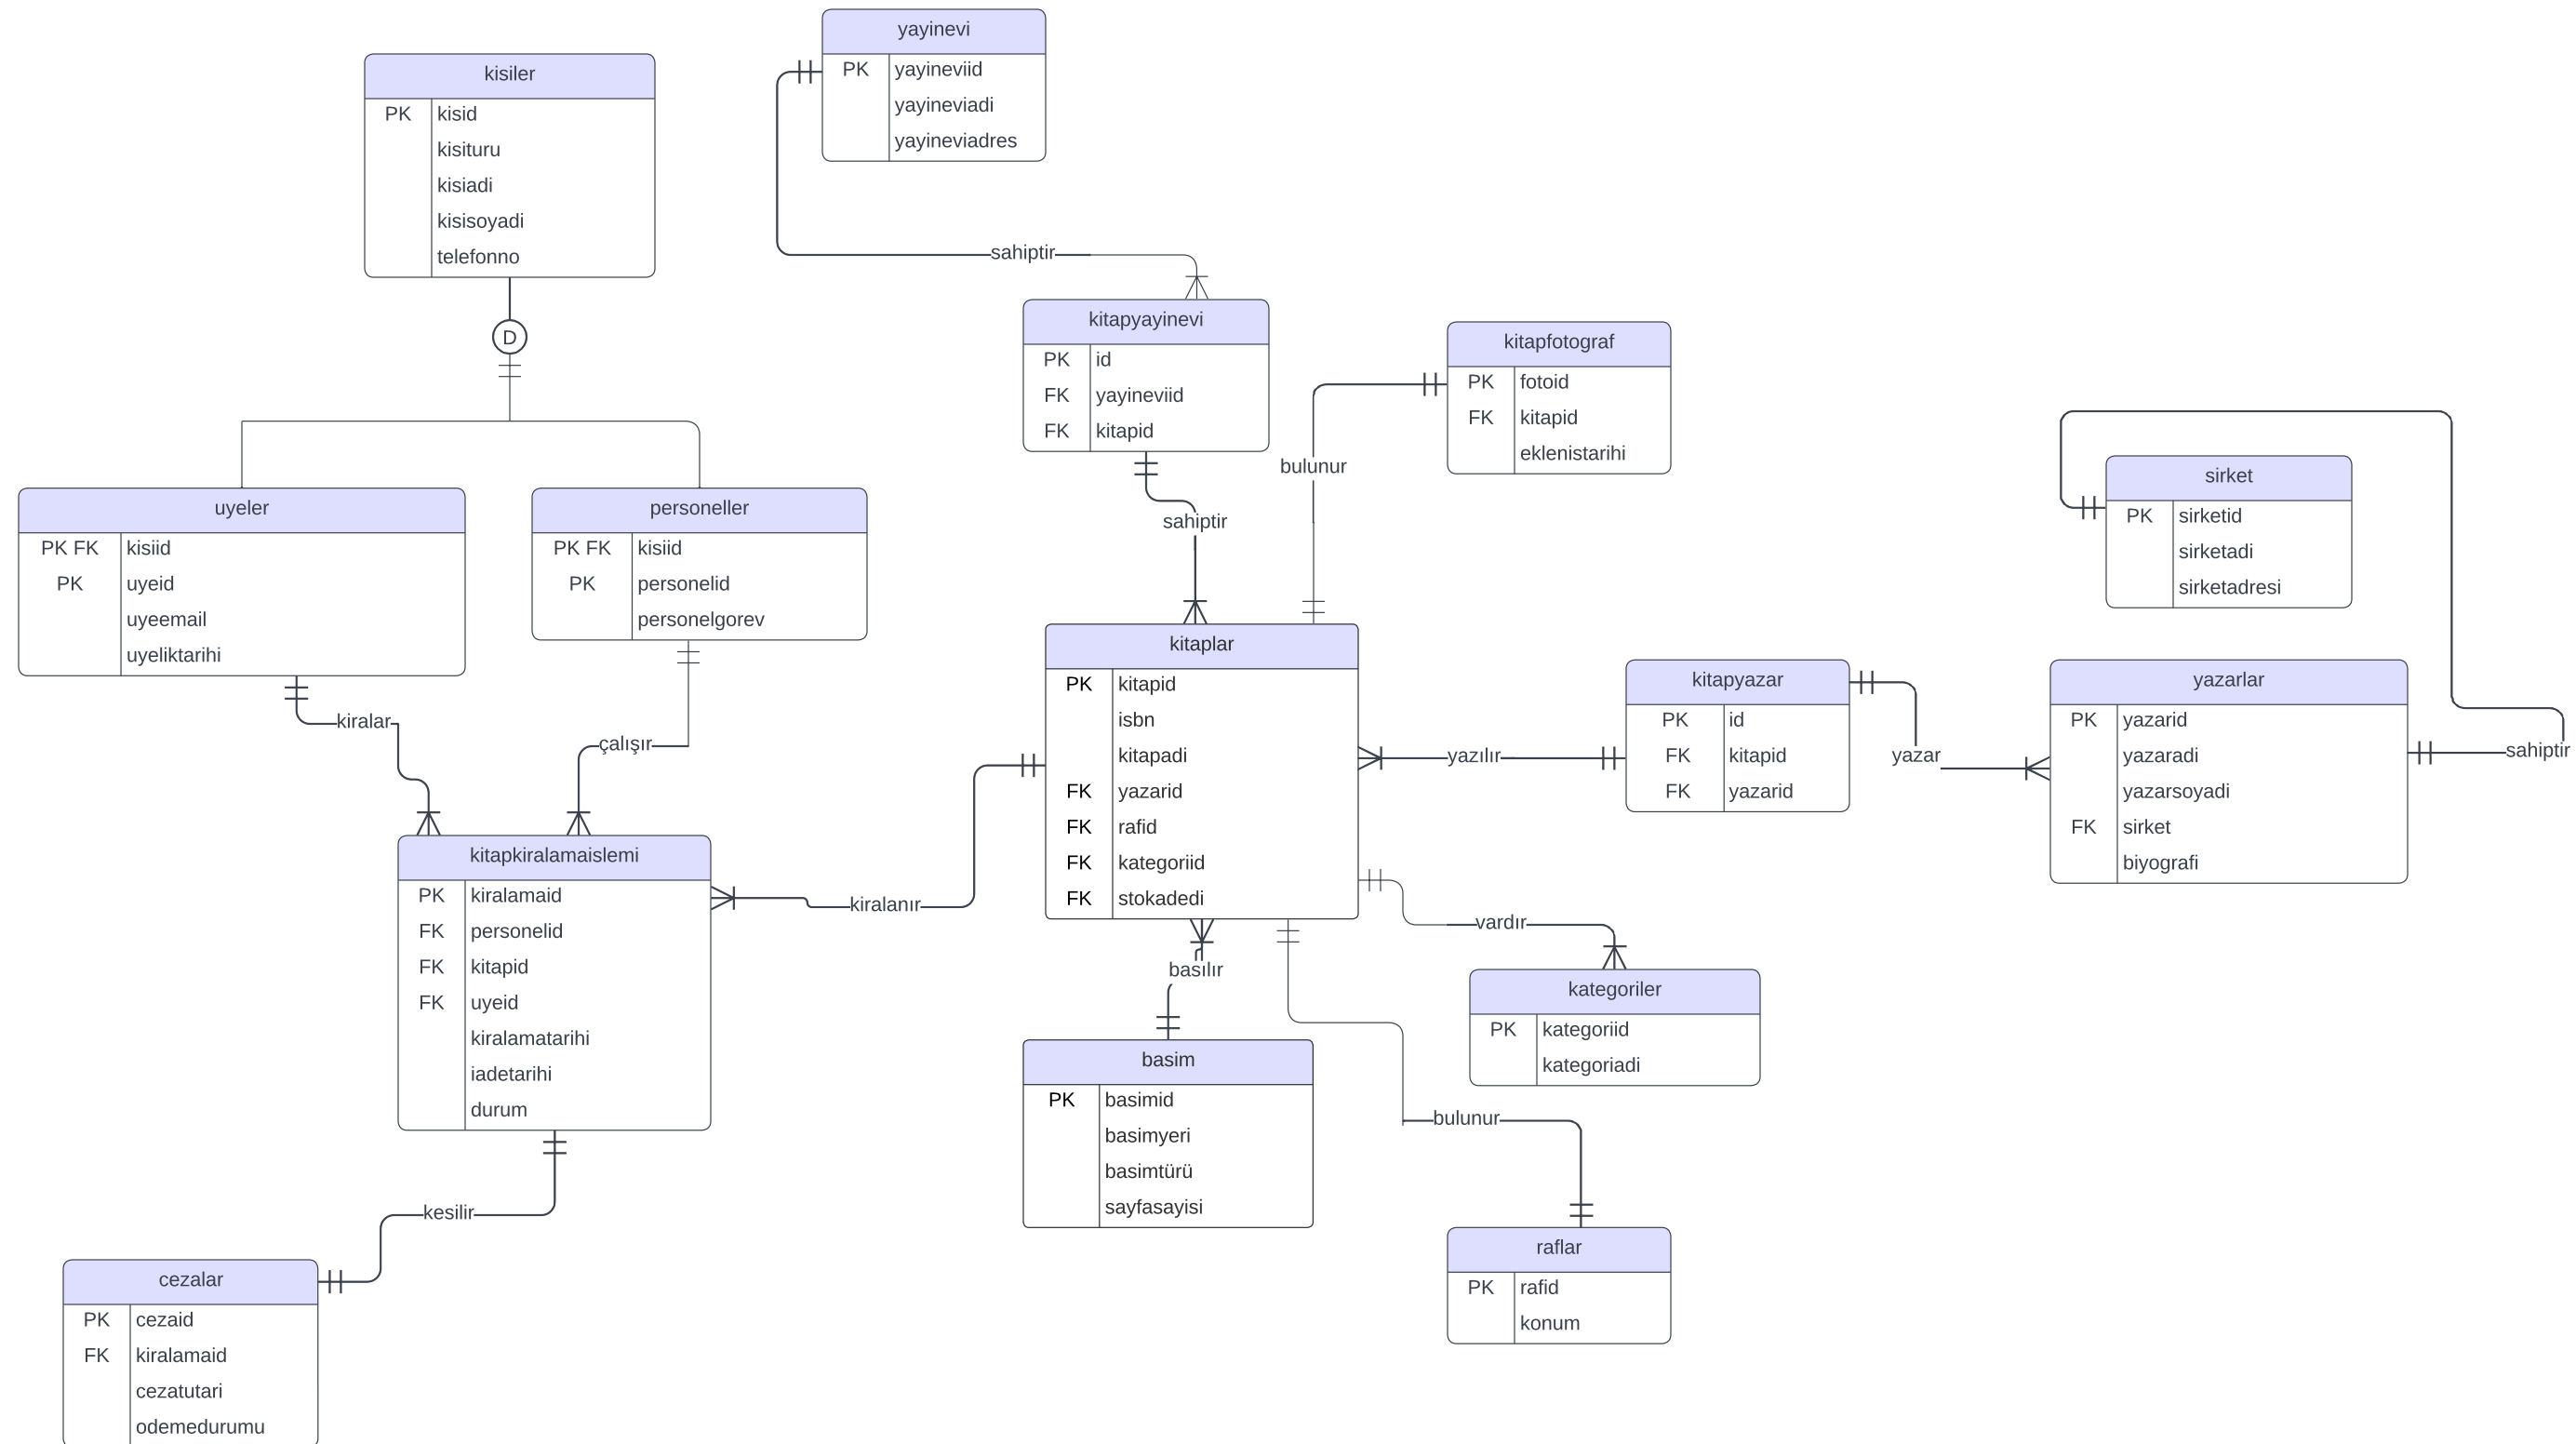 yayinevi
PK yayineviid
yayineviadi
yayineviadres
kisiler
PK kisid
kisituru
kisiadi
kisisoyadi
telefonno
D
sahiptir
kitapyayinevi
PK id
FK yayineviid
FK kitapid
kitapfotograf
PK fotoid
FK kitapid
eklenistarihi
bulunur
sahiptir
sirket
PK sirketid
sirketadi
sirketadresi
uyeler
PK FK kisiid
PK uyeid
uyeemail
uyeliktarihi
personeller
PK FK kisiid
PK personelid
personelgorev
kiralar
çalışır
kitaplar
PK kitapid
isbn
kitapadi
FK yazarid
FK rafid
FK kategoriid
FK stokadedi
yazılır
kitapyazar
PK id
FK kitapid
FK yazarid
yazar
yazarlar
PK yazarid
yazaradi
yazarsoyadi
FK sirket
biyografi
sahiptir
kitapkiralamaislemi
PK kiralamaid
FK personelid
FK kitapid
FK uyeid
kiralamatarihi
iadetarihi
durum
kiralanır
vardır
basılır
kategoriler
PK kategoriid
kategoriadi
basim
PK basimid
basimyeri
basimtürü
sayfasayisi
bulunur
raflar
PK rafid
konum
kesilir
cezalar
PK cezaid
FK kiralamaid
cezatutari
odemedurumu